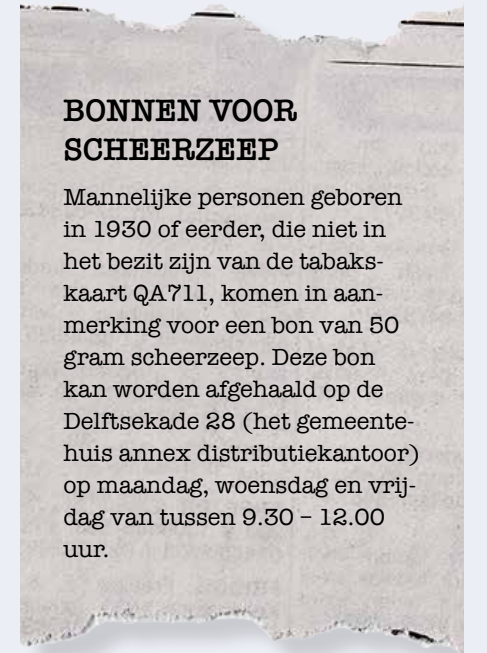 BONNEN VOOR
SCHEERZEEP
Mannelijke personen geboren
in 1930 of eerder, die niet in
het bezit zijn van de tabaks-
kaart QA711, komen in aan-
merking voor een bon van 50
gram scheerzeep. Deze bon
kan worden afgehaald op de
Delftsekade 28 (het gemeente-
huis annex distributiekantoor)
op maandag, woensdag en vrij-
dag van tussen 9.30 – 12.00
uur.